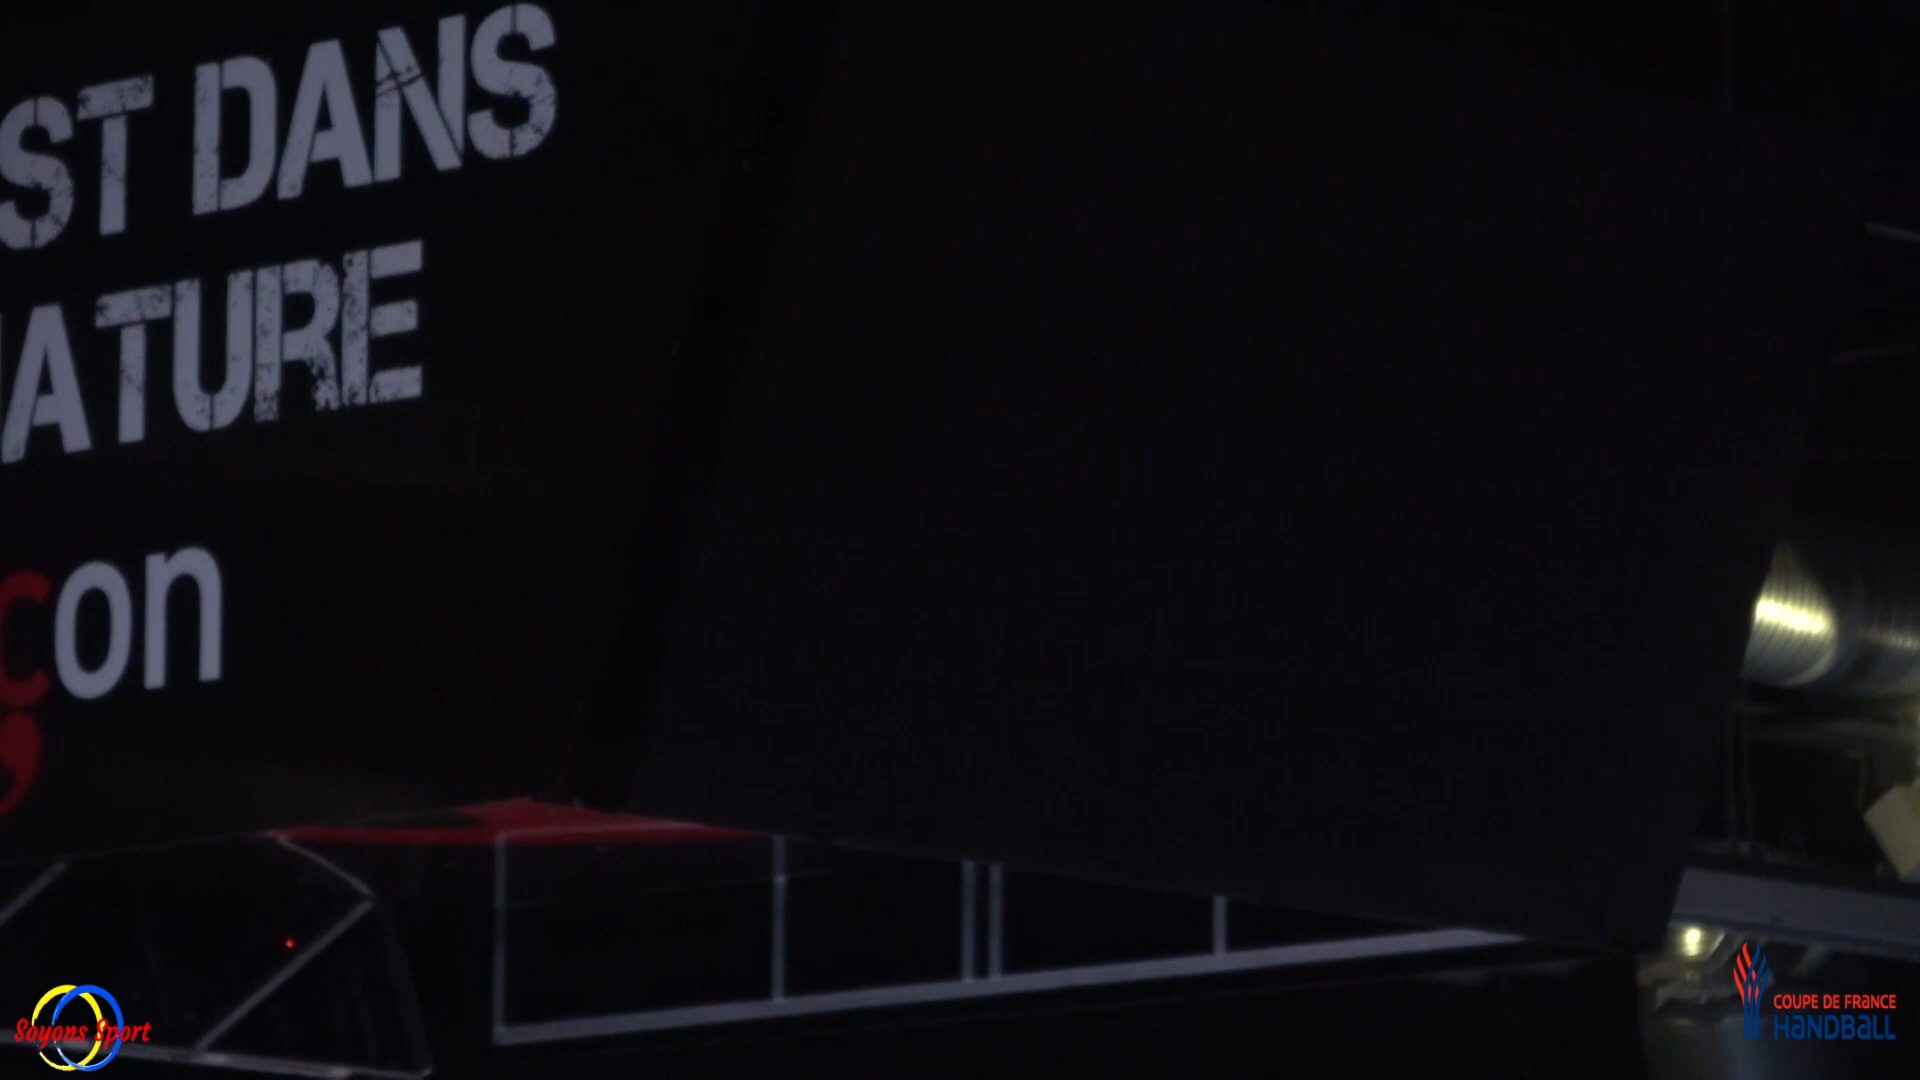 ST DANS
ATURE
çon
Soyons Sport
COUPE DE FRANCE
HANDBALL